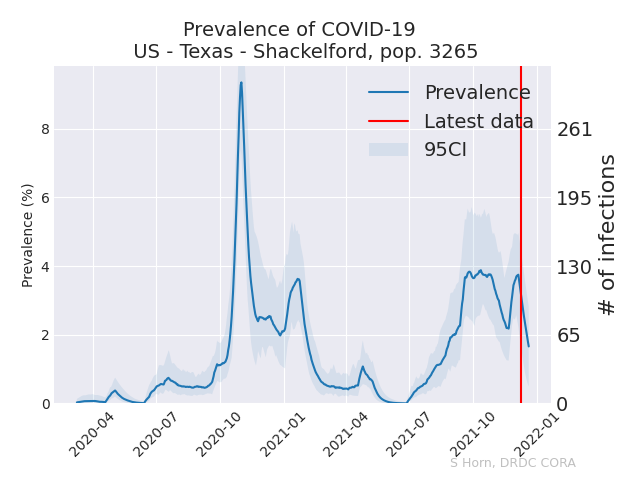 Prevalence of COVID-19
US - Texas - Shackelford, pop. 3265
Prevalence
Latest data
95CI
Prevalence (%)
8
6
4
2
0
261
195
130
65
0
# of infections
2020-04
2020-07
2020-10
2021-01
2021-04
2021-07
2021-10
2022-01
S Horn, DRDC CORA